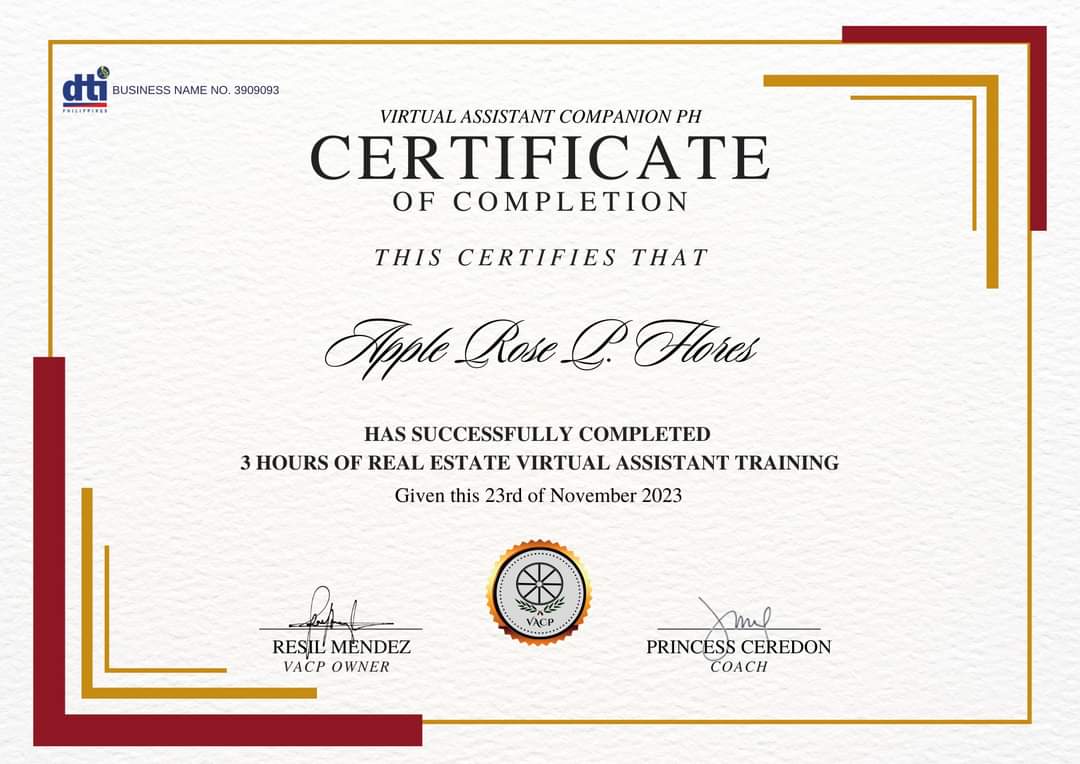 dti
PHILIPPINES
BUSINESS NAME NO. 3909093
VIRTUAL ASSISTANT COMPANION PH
CERTIFICATE
OF COMPLETION
THIS CERTIFIES THAT
Apple Rose P. Flores
HAS SUCCESSFULLY COMPLETED
3 HOURS OF REAL ESTATE VIRTUAL ASSISTANT TRAINING
Given this 23rd of November 2023
VACP
RESIL MENDEZ
VACP OWNER
PRINCESS CEREDON
COACH